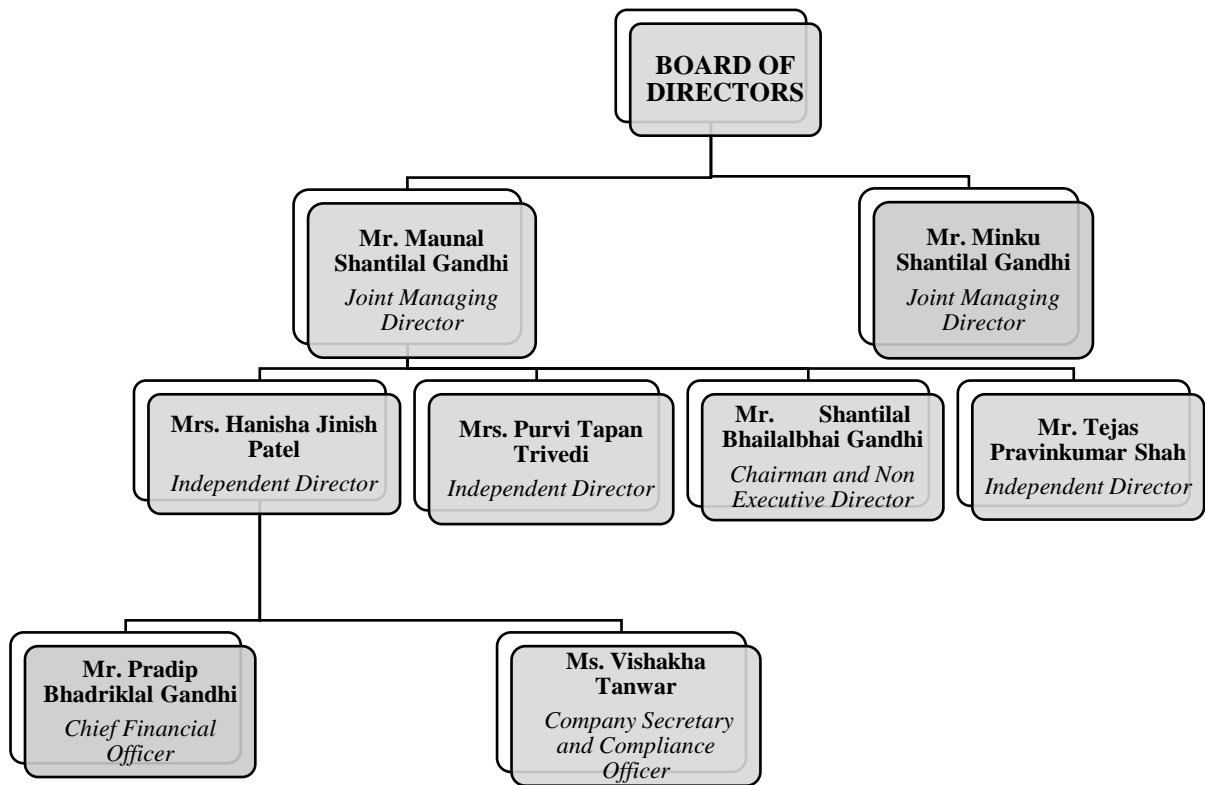 BOARD OF
DIRECTORS
Mr. Maunal
Shantilal Gandhi
Joint Managing
Director
Mr. Minku
Shantilal Gandhi
Joint Managing
Director
Mrs. Hanisha Jinish
Patel
Independent Director
Mrs. Purvi Tapan
Trivedi
Independent Director
Mr. Shantilal
Bhailalbhai Gandhi
Chairman and Non
Executive Director
Mr. Tejas
Pravinkumar Shah
Independent Director
Mr. Pradip
Bhadriklal Gandhi
Chief Financial
Officer
Ms. Vishakha
Tanwar
Company Secretary
and Compliance
Officer